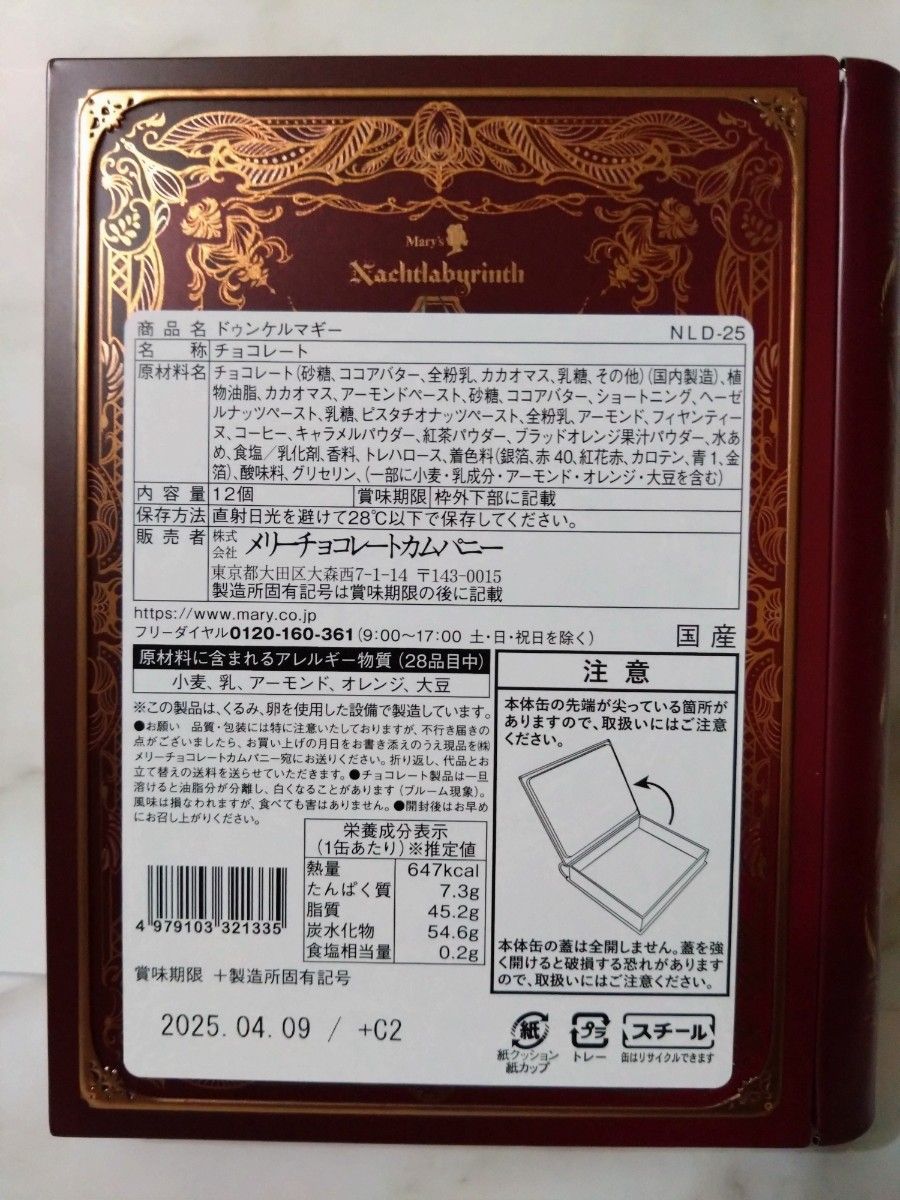 Mary's
Nachtlabyrinth
商品名 ドゥンケルマギー NLD-25
名称 チョコレート
原材料名 チョコレート(砂糖、ココアバター、全粉乳、カカオマス、乳糖、その他)(国内製造)、植
物油脂、カカオマス、アーモンドペースト、砂糖、ココアバター、ショートニング、ヘーゼ
ルナッツペースト、乳糖、ピスタチオナッツペースト、全粉乳、アーモンド、フィヤンティー
ヌ、コーヒー、キャラメルパウダー、紅茶パウダー、ブラッドオレンジ果汁パウダー、水あ
め、食塩/乳化剤、香料、トレハロース、着色料(銀箔、赤40、紅花赤、カロテン、青1、金
箔)、酸味料、グリセリン、(一部に小麦・乳成分・アーモンド・オレンジ・大豆を含む)
内容量 12個 賞味期限 枠外下部に記載
保存方法 直射日光を避けて28℃以下で保存してください。
販売者 株式会社 メリーチョコレートカムパニー
東京都大田区大森西7-1-14 〒143-0015
製造所固有記号は賞味期限の後に記載
https://www.mary.co.jp
フリーダイヤル0120-160-361(9:00〜17:00 土・日・祝日を除く) 国産
原材料に含まれるアレルギー物質(28品目中)
小麦、乳、アーモンド、オレンジ、大豆
※この製品は、くるみ、卵を使用した設備で製造しています。
●お願い 品質・包装には特に注意いたしておりますが、不行き届きの
点がございましたら、お買い上げの月日をお書き添えのうえ現品を㈱
メリーチョコレートカムパニー宛にお送りください。折り返し、代品とお
立て替えの送料を送らせていただきます。●チョコレート製品は一旦
溶けると油脂分が分離し、白くなることがあります(ブルーム現象)。
風味は損なわれますが、食べても害はありません。●開封後はお早め
にお召し上がりください。
注意
本体缶の先端が尖っている箇所が
ありますので、取扱いにはご注意
ください。
本体缶の蓋は全開しません。蓋を強
く開けると破損する恐れがあります
ので、取扱いにはご注意ください。
栄養成分表示
(1缶あたり)※推定値
熱量 647kcal
たんぱく質 7.3g
脂質 45.2g
炭水化物 54.6g
食塩相当量 0.2g
4 979103 321335
賞味期限 +製造所固有記号
2025.04.09 / +C2
紙 プラ スチール
紙クッション トレー 缶はリサイクルできます
紙カップ